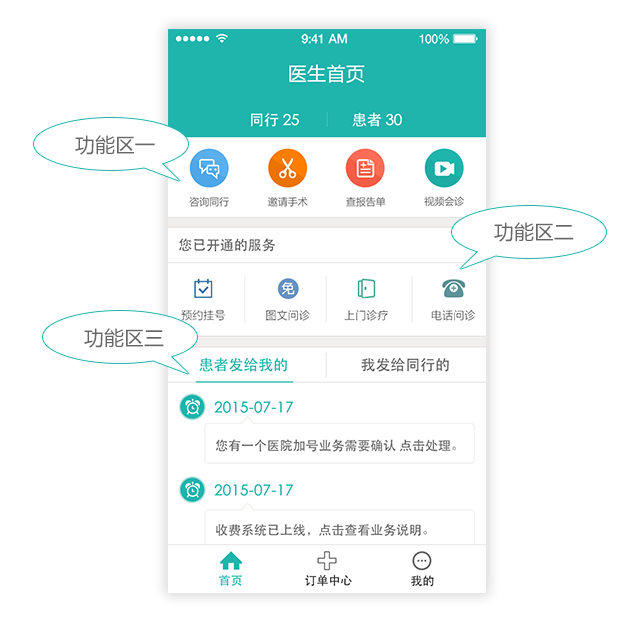 9:41 AM 100%
医生首页
同行 25 患者 30
功能区一
咨询同行 邀请手术 查报告单 视频会诊
功能区二
您已开通的服务
免
预约挂号 图文问诊 上门诊疗 电话问诊
功能区三
患者发给我的 我发给同行的
2015-07-17
您有一个医院加号业务需要确认 点击处理。
2015-07-17
收费系统已上线，点击查看业务说明。
首页 订单中心 我的